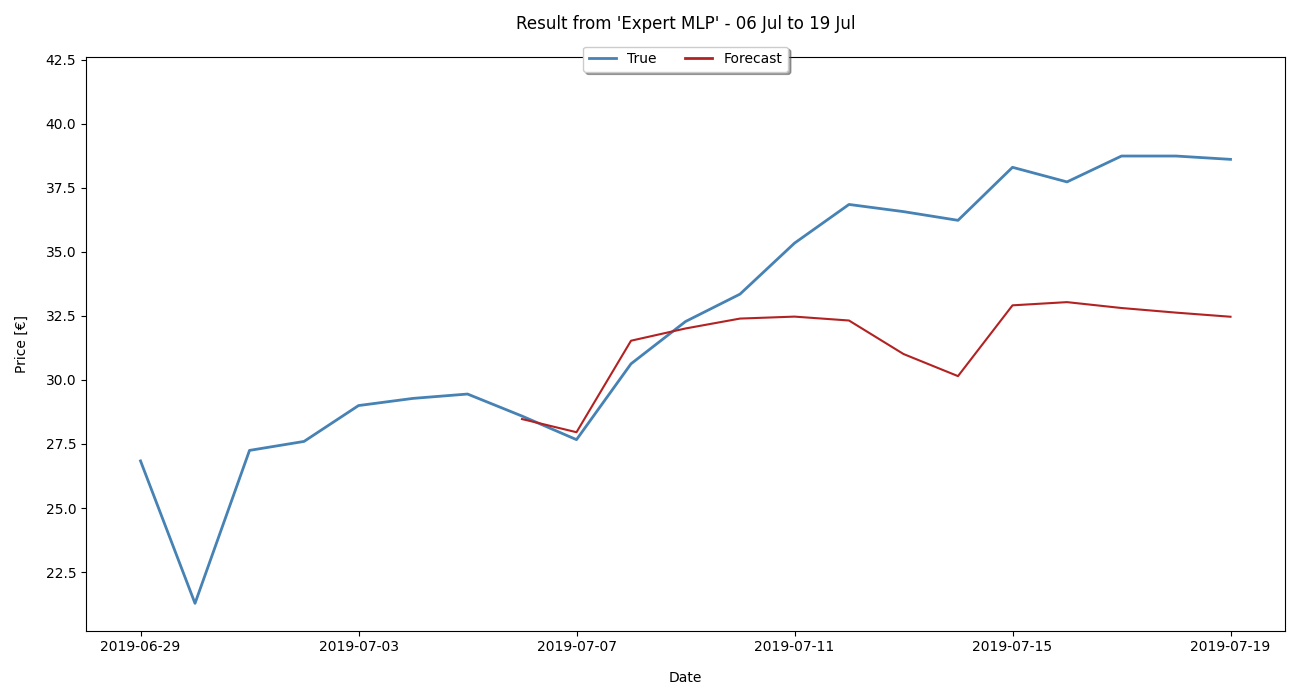 Result from 'Expert MLP' - 06 Jul to 19 Jul
True Forecast
42.5
40.0
37.5
35.0
32.5
30.0
27.5
25.0
22.5
Price [€]
2019-06-29 2019-07-03 2019-07-07 2019-07-11 2019-07-15 2019-07-19
Date